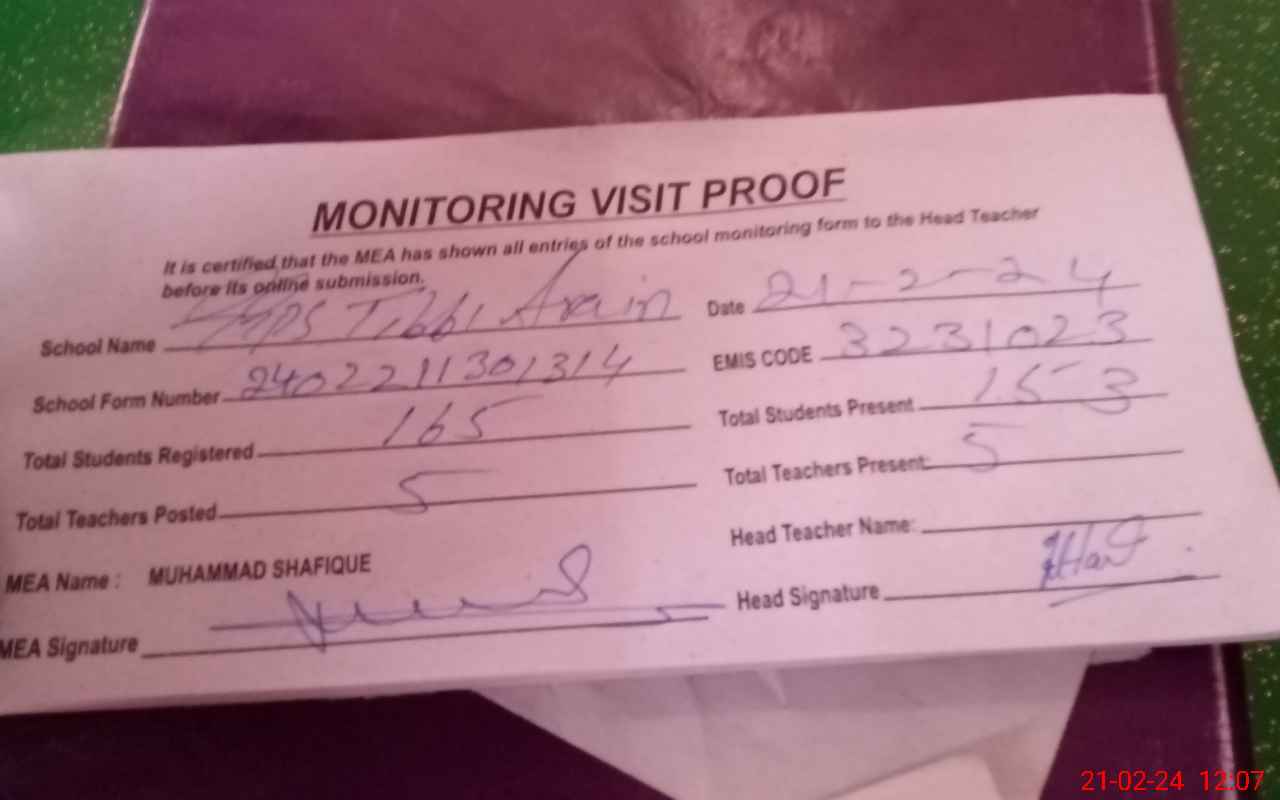 MONITORING VISIT PROOF
It is certified that the MEA has shown all entries of the school monitoring form to the Head Teacher
before its online submission.
School Name Tibbi Arain Date 21-2-24
School Form Number 2402211301314 EMIS CODE 3231023
Total Students Registered 165 Total Students Present 153
Total Teachers Posted 5 Total Teachers Present: 5
MEA Name : MUHAMMAD SHAFIQUE Head Teacher Name:
MEA Signature Head Signature
21-02-24 12:07